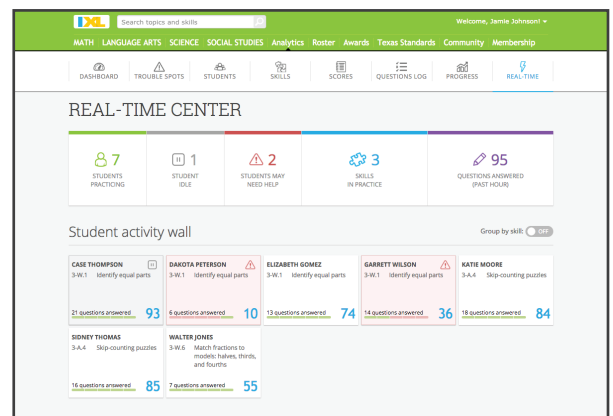 IXL
Search topics and skills
Welcome, Jamie Johnson!
MATH LANGUAGE ARTS SCIENCE SOCIAL STUDIES Analytics Roster Awards Texas Standards Community Membership
DASHBOARD TROUBLE SPOTS STUDENTS SKILLS SCORES QUESTIONS LOG PROGRESS REAL-TIME
REAL-TIME CENTER
7 1 2 3 95
STUDENTS STUDENT STUDENTS MAY SKILLS QUESTIONS ANSWERED
PRACTICING IDLE NEED HELP IN PRACTICE (PAST HOUR)
Student activity wall
Group by skill: OFF
CASE THOMPSON DAKOTA PETERSON ELIZABETH GOMEZ GARRETT WILSON KATIE MOORE
3-W.1 Identify equal parts 3-W.1 Identify equal parts 3-W.1 Identify equal parts 3-W.1 Identify equal parts 3-A.4 Skip-counting puzzles
21 questions answered 93 6 questions answered 10 13 questions answered 74 14 questions answered 36 18 questions answered 84
SIDNEY THOMAS WALTER JONES
3-A.4 Skip-counting puzzles 3-W.6 Match fractions to
models: halves, thirds,
and fourths
16 questions answered 85 7 questions answered 55